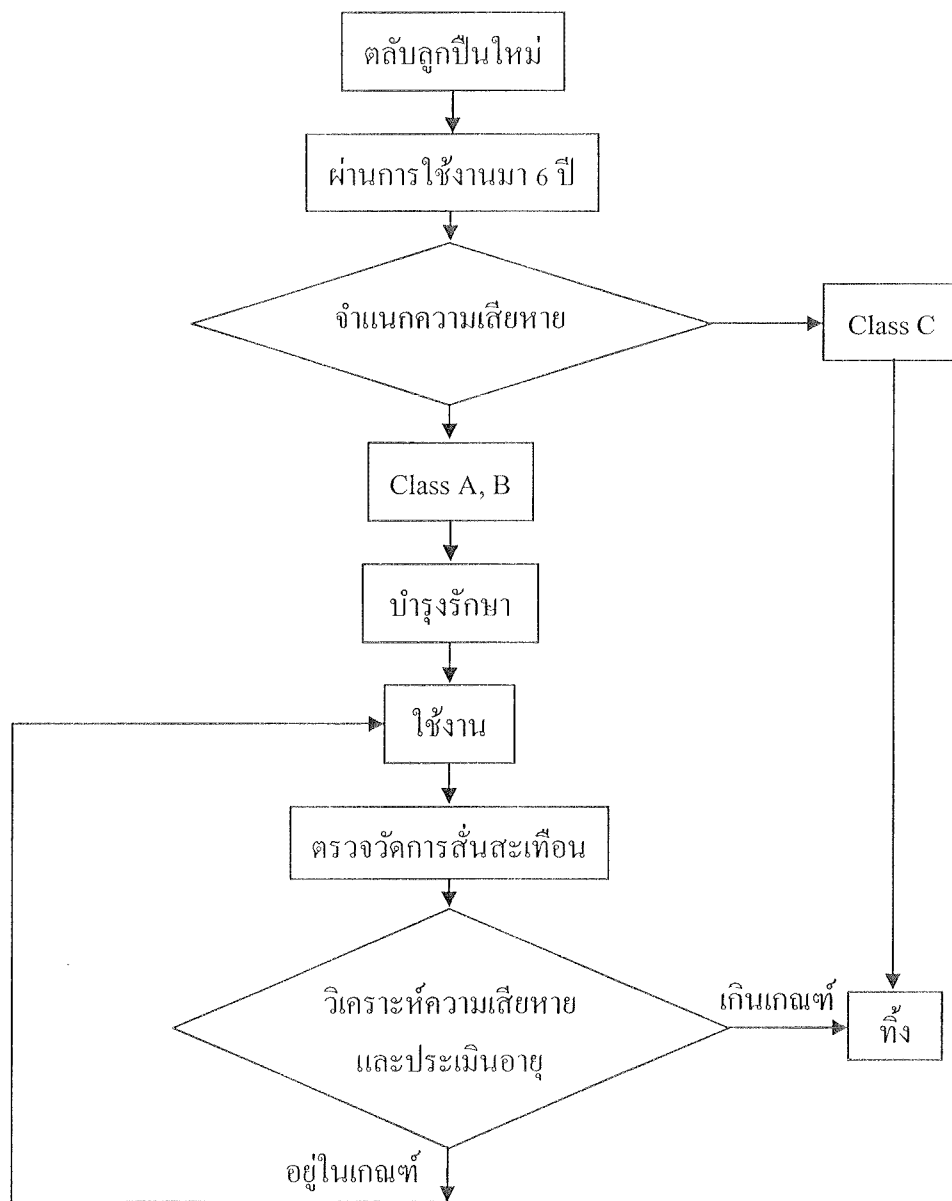 ตลับลูกปืนใหม่
ผ่านการใช้งานมา 6 ปี
จำแนกความเสียหาย
Class C
Class A, B
บำรุงรักษา
ใช้งาน
ตรวจวัดการสั่นสะเทือน
วิเคราะห์ความเสียหาย
และประเมินอายุ
เกินเกณฑ์
ทิ้ง
อยู่ในเกณฑ์